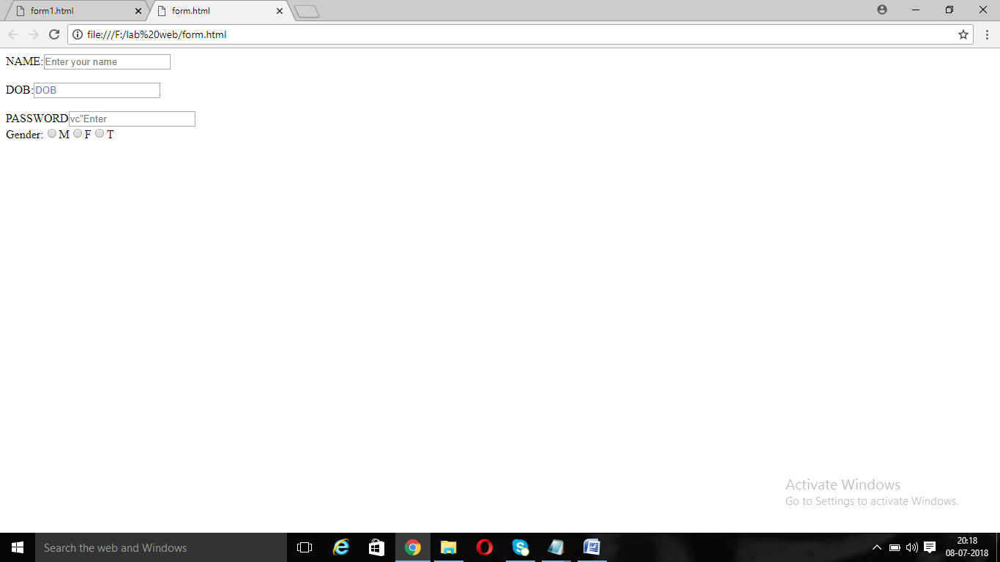 form1.html
form.html
file:///F:/lab%20web/form.html
NAME:Enter your name
DOB:DOB
PASSWORDvc"Enter
Gender: M F T
Activate Windows
Go to Settings to activate Windows.
Search the web and Windows
20:18
08-07-2018